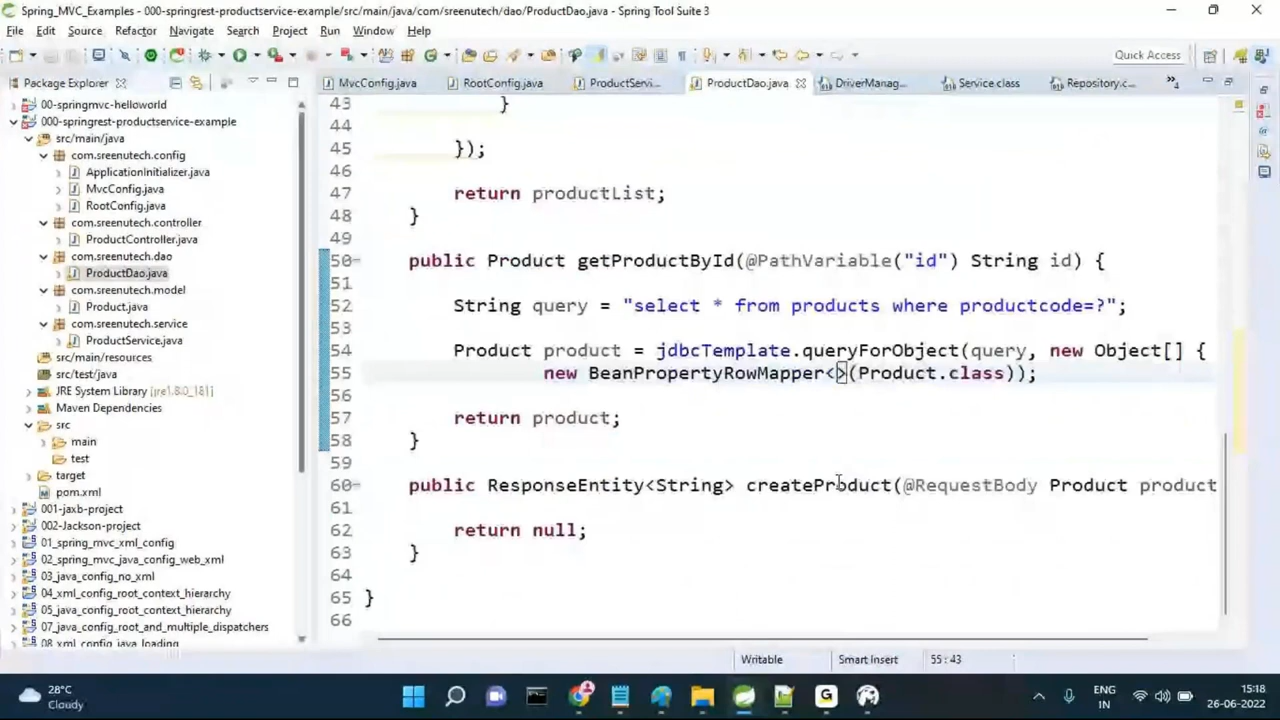 Spring_MVC_Examples - 000-springrest-productservice-example/src/main/java/com/sreenutech/dao/ProductDao.java - Spring Tool Suite 3
File Edit Source Refactor Navigate Search Project Run Window Help
Quick Access
Package Explorer
MvcConfig.java RootConfig.java ProductServi... ProductDao.java DriverManag... Service.class Repository.c...
00-springmvc-helloworld
000-springrest-productservice-example
src/main/java
com.sreenutech.config
ApplicationInitializer.java
MvcConfig.java
RootConfig.java
com.sreenutech.controller
ProductController.java
com.sreenutech.dao
ProductDao.java
com.sreenutech.model
Product.java
com.sreenutech.service
ProductService.java
src/main/resources
src/test/java
JRE System Library [jre1.8.0_181]
Maven Dependencies
src
main
test
target
pom.xml
001-jaxb-project
002-Jackson-project
01_spring_mvc_xml_config
02_spring_mvc_java_config_web_xml
03_java_config_no_xml
04_xml_config_root_context_hierarchy
05_java_config_root_context_hierarchy
07_java_config_root_and_multiple_dispatchers
08_xml_config_java_loading
43 }
44
45 });
46
47 return productList;
48 }
49
50 public Product getProductById(@PathVariable("id") String id) {
51
52 String query = "select * from products where productcode=?";
53
54 Product product = jdbcTemplate.queryForObject(query, new Object[] {
55 new BeanPropertyRowMapper<>(Product.class));
56
57 return product;
58 }
59
60 public ResponseEntity<String> createProduct(@RequestBody Product product
61
62 return null;
63 }
64
65 }
66
Writable Smart Insert 55 : 43
28°C
Cloudy
ENG
IN
15:18
26-06-2022